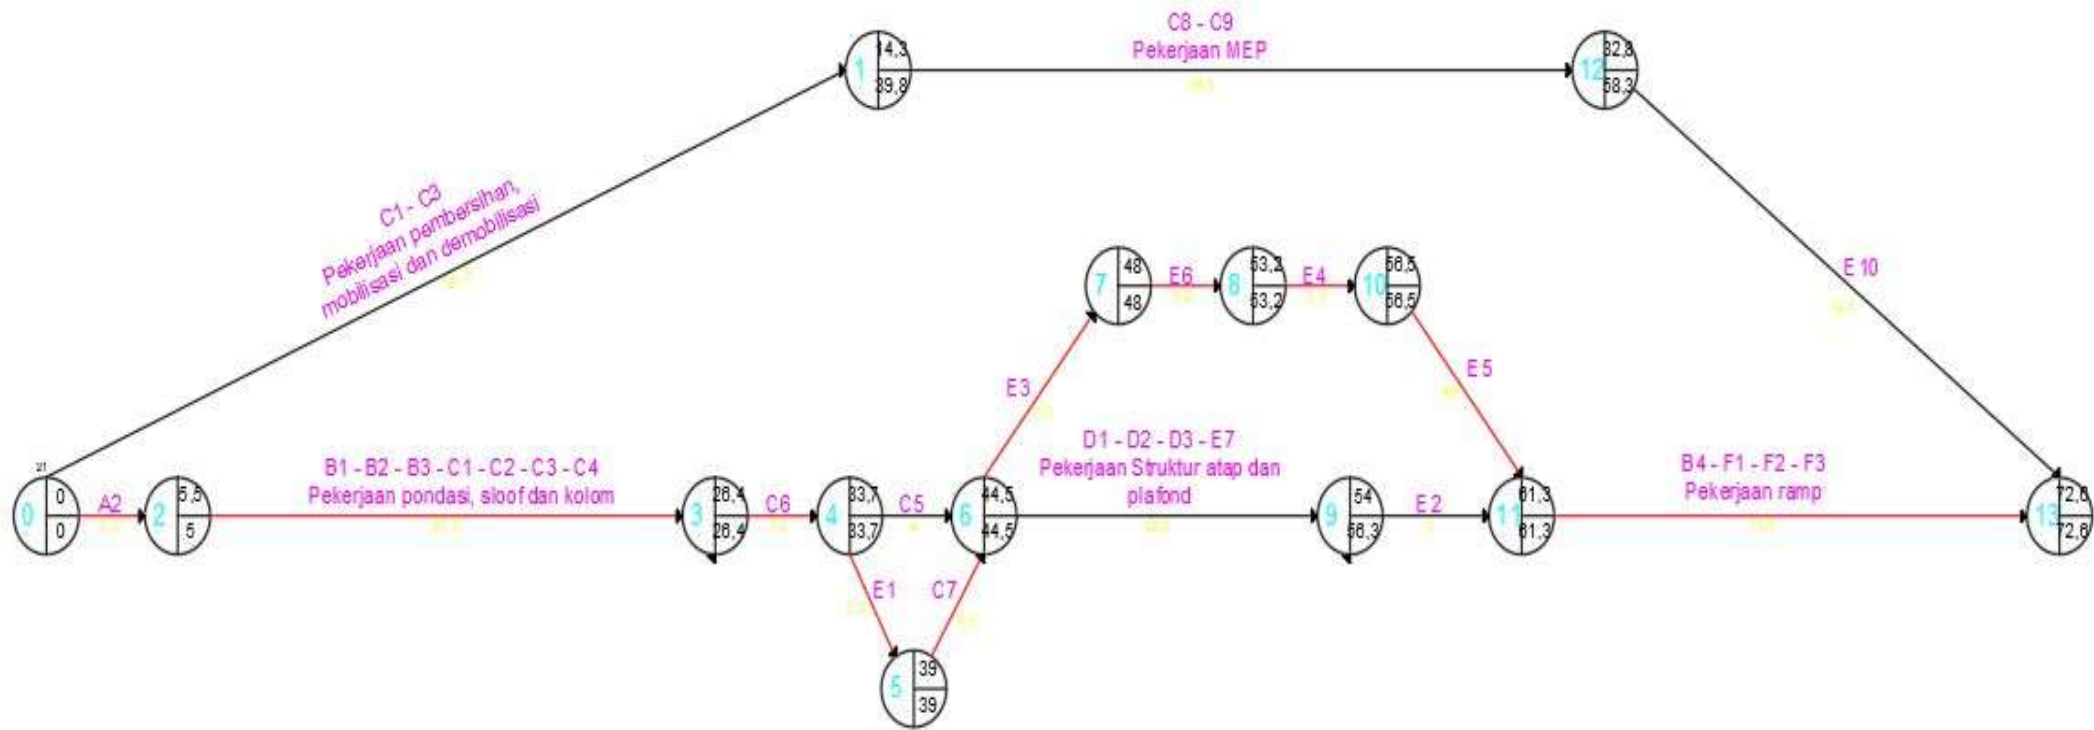 C8 - C9
Pekerjaan MEP
1
14,3
39,8
12
32,8
58,3
C1 - C3
Pekerjaan pembersihan,
mobilisasi dan demobilisasi
E 10
7
48
48
E6
8
53,2
53,2
E4
10
56,5
56,5
E3
E5
0
0
0
A2
2
5,5
5
B1 - B2 - B3 - C1 - C2 - C3 - C4
Pekerjaan pondasi, sloof dan kolom
3
26,4
26,4
C6
4
33,7
33,7
C5
6
44,5
44,5
D1 - D2 - D3 - E7
Pekerjaan Struktur atap dan
plafond
9
54
56,3
E 2
11
61,3
61,3
B4 - F1 - F2 - F3
Pekerjaan ramp
13
72,6
72,6
E1
C7
5
39
39